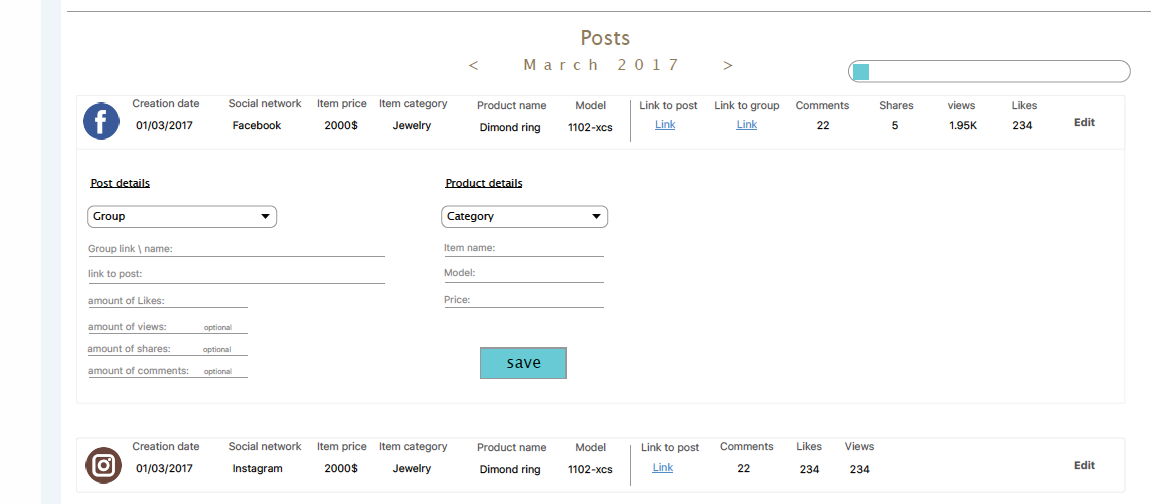 Posts
< March 2017 >
Creation date Social network Item price Item category Product name Model Link to post Link to group Comments Shares views Likes
01/03/2017 Facebook 2000$ Jewelry Dimond ring 1102-xcs Link Link 22 5 1.95K 234 Edit
Post details Product details
Group Category
Group link \ name: Item name:
link to post: Model:
amount of Likes: Price:
amount of views: optional
amount of shares: optional
amount of comments: optional
save
Creation date Social network Item price Item category Product name Model Link to post Comments Likes Views
01/03/2017 Instagram 2000$ Jewelry Dimond ring 1102-xcs Link 22 234 234 Edit